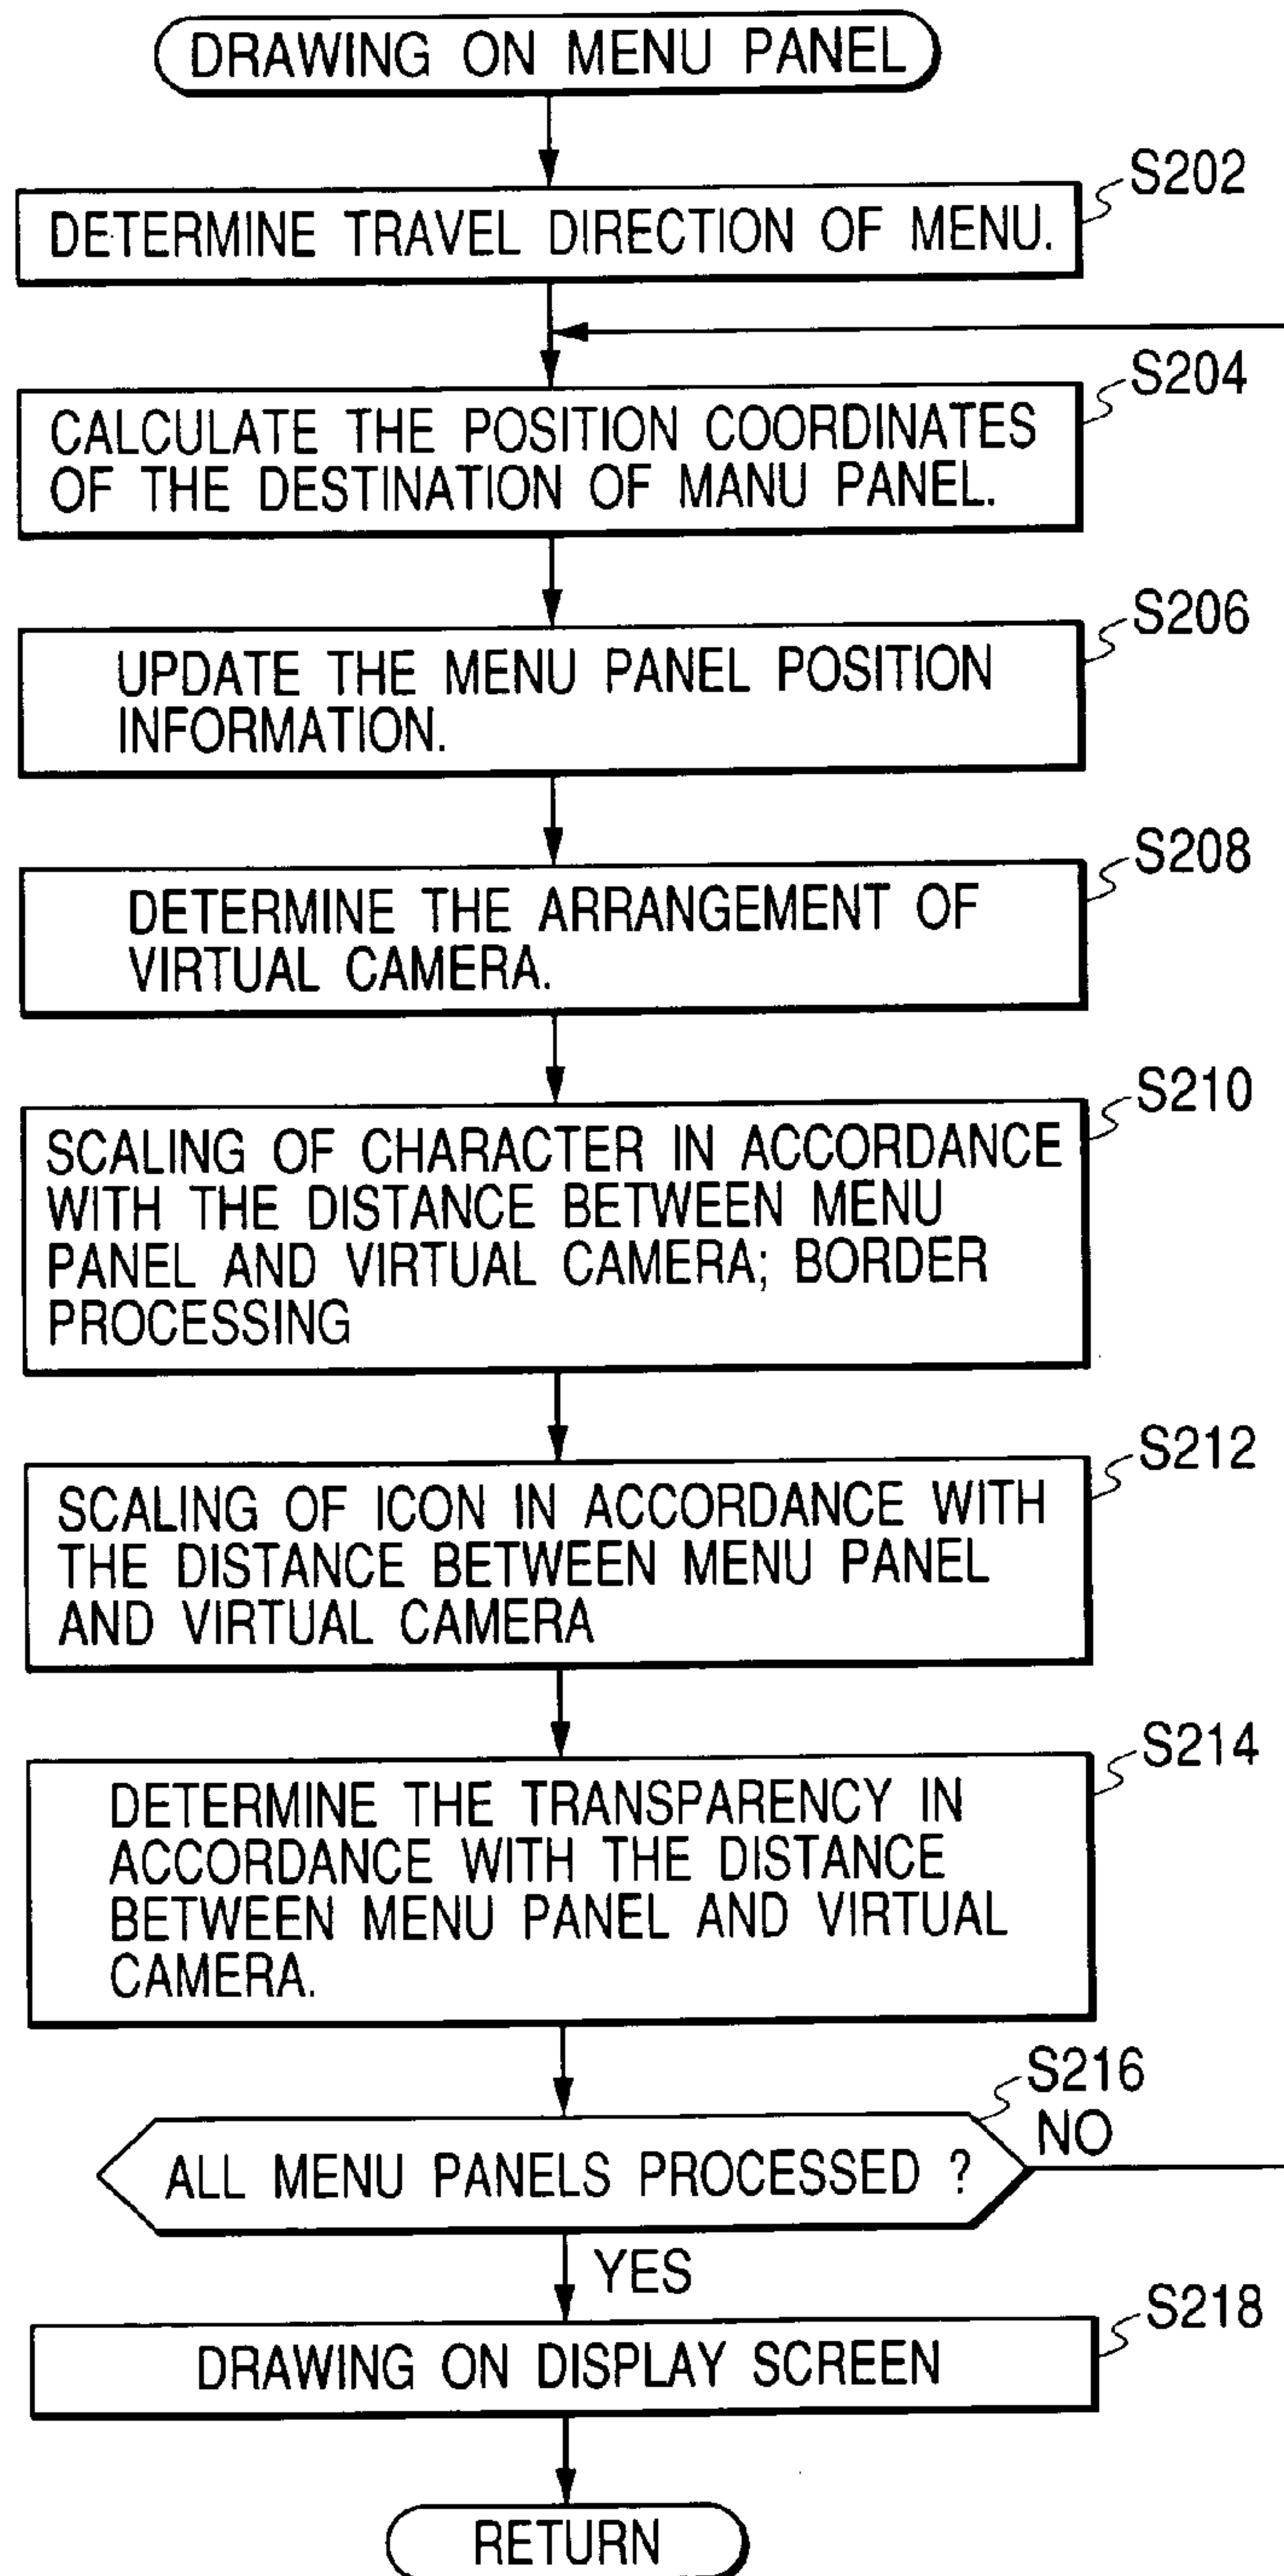 DRAWING ON MENU PANEL
S202
DETERMINE TRAVEL DIRECTION OF MENU.
S204
CALCULATE THE POSITION COORDINATES
OF THE DESTINATION OF MANU PANEL.
S206
UPDATE THE MENU PANEL POSITION
INFORMATION.
S208
DETERMINE THE ARRANGEMENT OF
VIRTUAL CAMERA.
S210
SCALING OF CHARACTER IN ACCORDANCE
WITH THE DISTANCE BETWEEN MENU
PANEL AND VIRTUAL CAMERA; BORDER
PROCESSING
S212
SCALING OF ICON IN ACCORDANCE WITH
THE DISTANCE BETWEEN MENU PANEL
AND VIRTUAL CAMERA
S214
DETERMINE THE TRANSPARENCY IN
ACCORDANCE WITH THE DISTANCE
BETWEEN MENU PANEL AND VIRTUAL
CAMERA.
S216
NO
ALL MENU PANELS PROCESSED ?
YES
S218
DRAWING ON DISPLAY SCREEN
RETURN